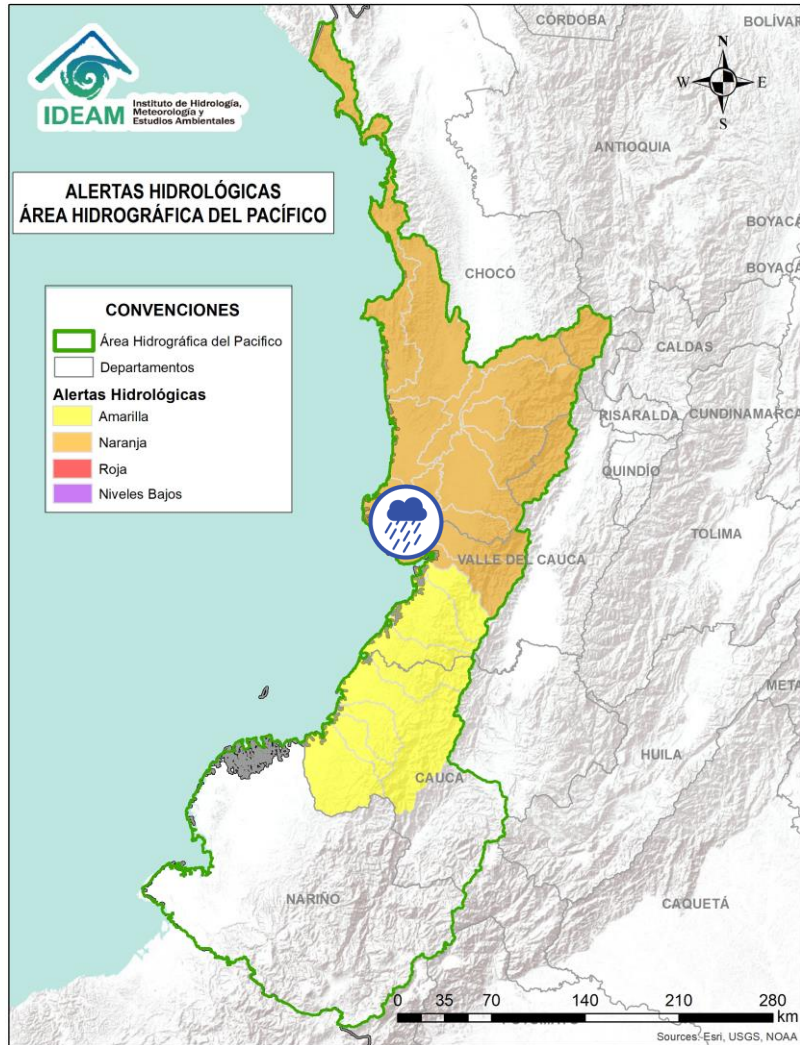 IDEAM
Instituto de Hidrología,
Meteorología y
Estudios Ambientales
ALERTAS HIDROLÓGICAS
ÁREA HIDROGRÁFICA DEL PACÍFICO
CONVENCIONES
Área Hidrográfica del Pacifico
Departamentos
Alertas Hidrológicas
Amarilla
Naranja
Roja
Niveles Bajos
N
W
E
S
CÓRDOBA
BOLÍVAR
ANTIOQUIA
BOYACÁ
BOYACÁ
CHOCÓ
CALDAS
RISARALDA
CUNDINAMARCA
QUINDÍO
TOLIMA
VALLE DEL CAUCA
META
HUILA
CAUCA
NARIÑO
CAQUETÁ
0 35 70 140 210 280
km
Sources: Esri, USGS, NOAA